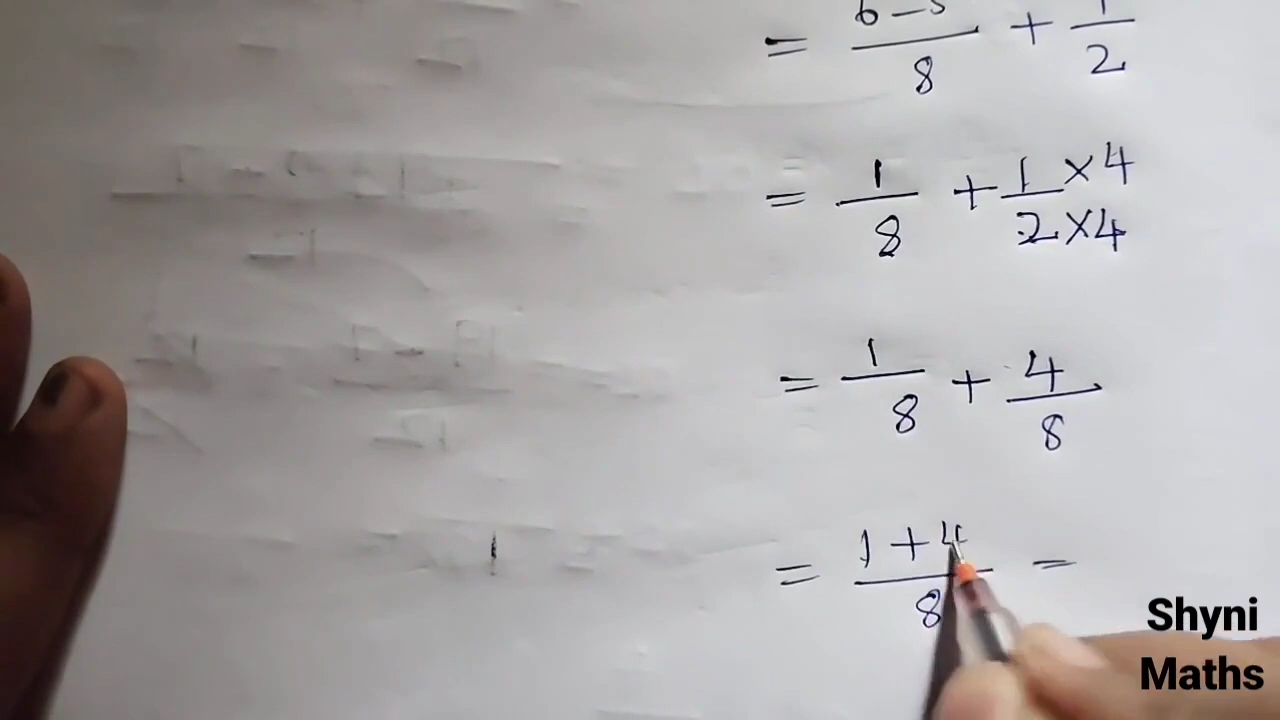 = 6-5/8 + 1/2
= 1/8 + 1×4/2×4
= 1/8 + 4/8
= 1+4/8 =
Shyni
Maths